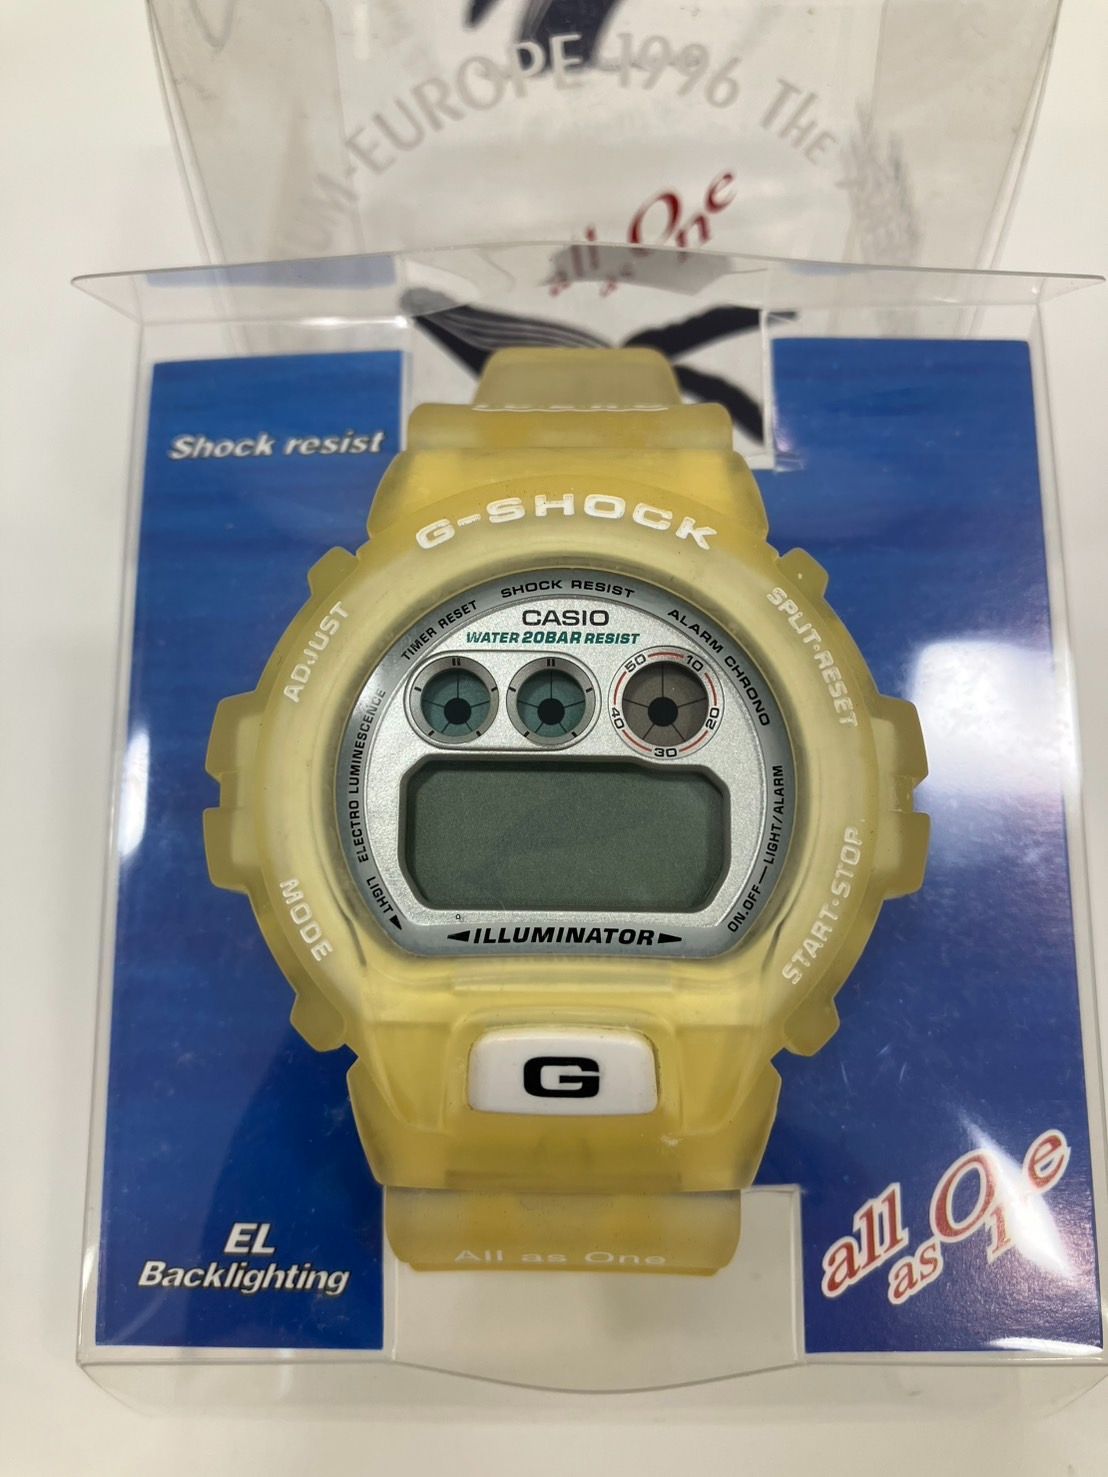 EUROPE 1996 THE
all as One
Shock resist
G-SHOCK
ADJUST
SPLIT·RESET
TIMER RESET
SHOCK RESIST
ALARM CHRONO
CASIO
WATER 20BAR RESIST
50 10
40 20
30
ELECTRO LUMINESCENCE
LIGHT
ON.OFF—LIGHT/ALARM
ILLUMINATOR
MODE
START·STOP
G
EL
Backlighting
All as One
all as One in